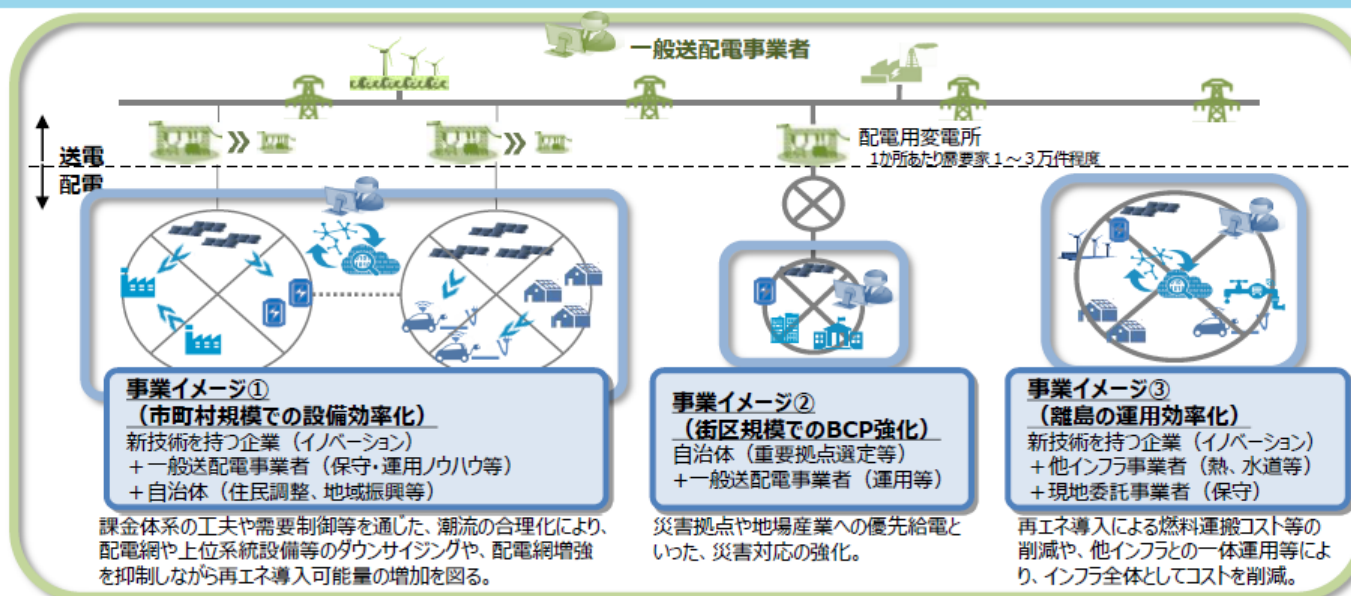 一般送配電事業者
送電
配電
配電用変電所
1か所あたり需要家1～3万件程度
事業イメージ①
（市町村規模での設備効率化）
新技術を持つ企業（イノベーション）
＋一般送配電事業者（保守・運用ノウハウ等）
＋自治体（住民調整、地域振興等）
課金体系の工夫や需要制御等を通じた、潮流の合理化により、
配電網や上位系統設備等のダウンサイジングや、配電網増強
を抑制しながら再エネ導入可能量の増加を図る。
事業イメージ②
（街区規模でのBCP強化）
自治体（重要拠点選定等）
＋一般送配電事業者（運用等）
災害拠点や地場産業への優先給電と
いった、災害対応の強化。
事業イメージ③
（離島の運用効率化）
新技術を持つ企業（イノベーション）
＋他インフラ事業者（熱、水道等）
＋現地委託事業者（保守）
再エネ導入による燃料運搬コスト等の
削減や、他インフラとの一体運用等によ
り、インフラ全体としてコストを削減。